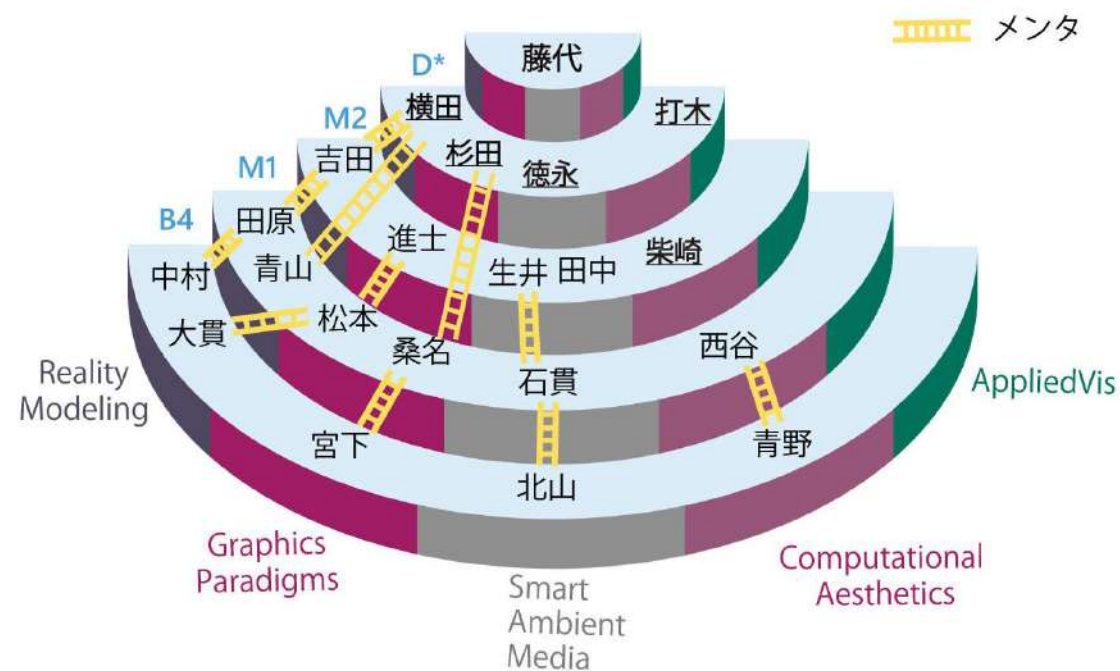 メンタ
藤代
D*
横田
打木
M2
杉田
吉田
徳永
M1
進士
田原
柴崎
B4
生井
田中
青山
中村
松本
大貫
西谷
桑名
石貫
Reality
Modeling
AppliedVis
宮下
青野
北山
Graphics
Paradigms
Computational
Aesthetics
Smart
Ambient
Media